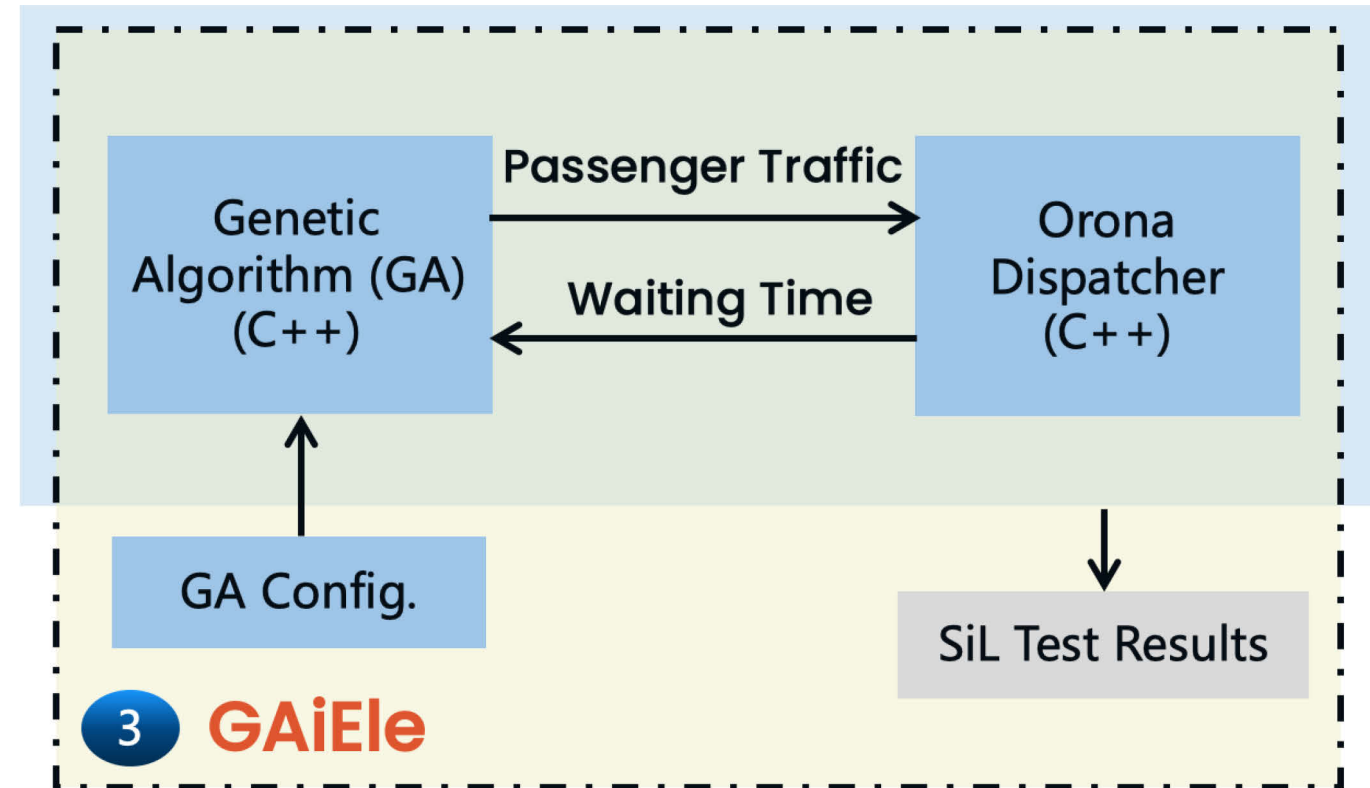 Genetic
Algorithm (GA)
(C++)
Passenger Traffic
Waiting Time
Orona
Dispatcher
(C++)
GA Config.
SiL Test Results
3 GAiEle